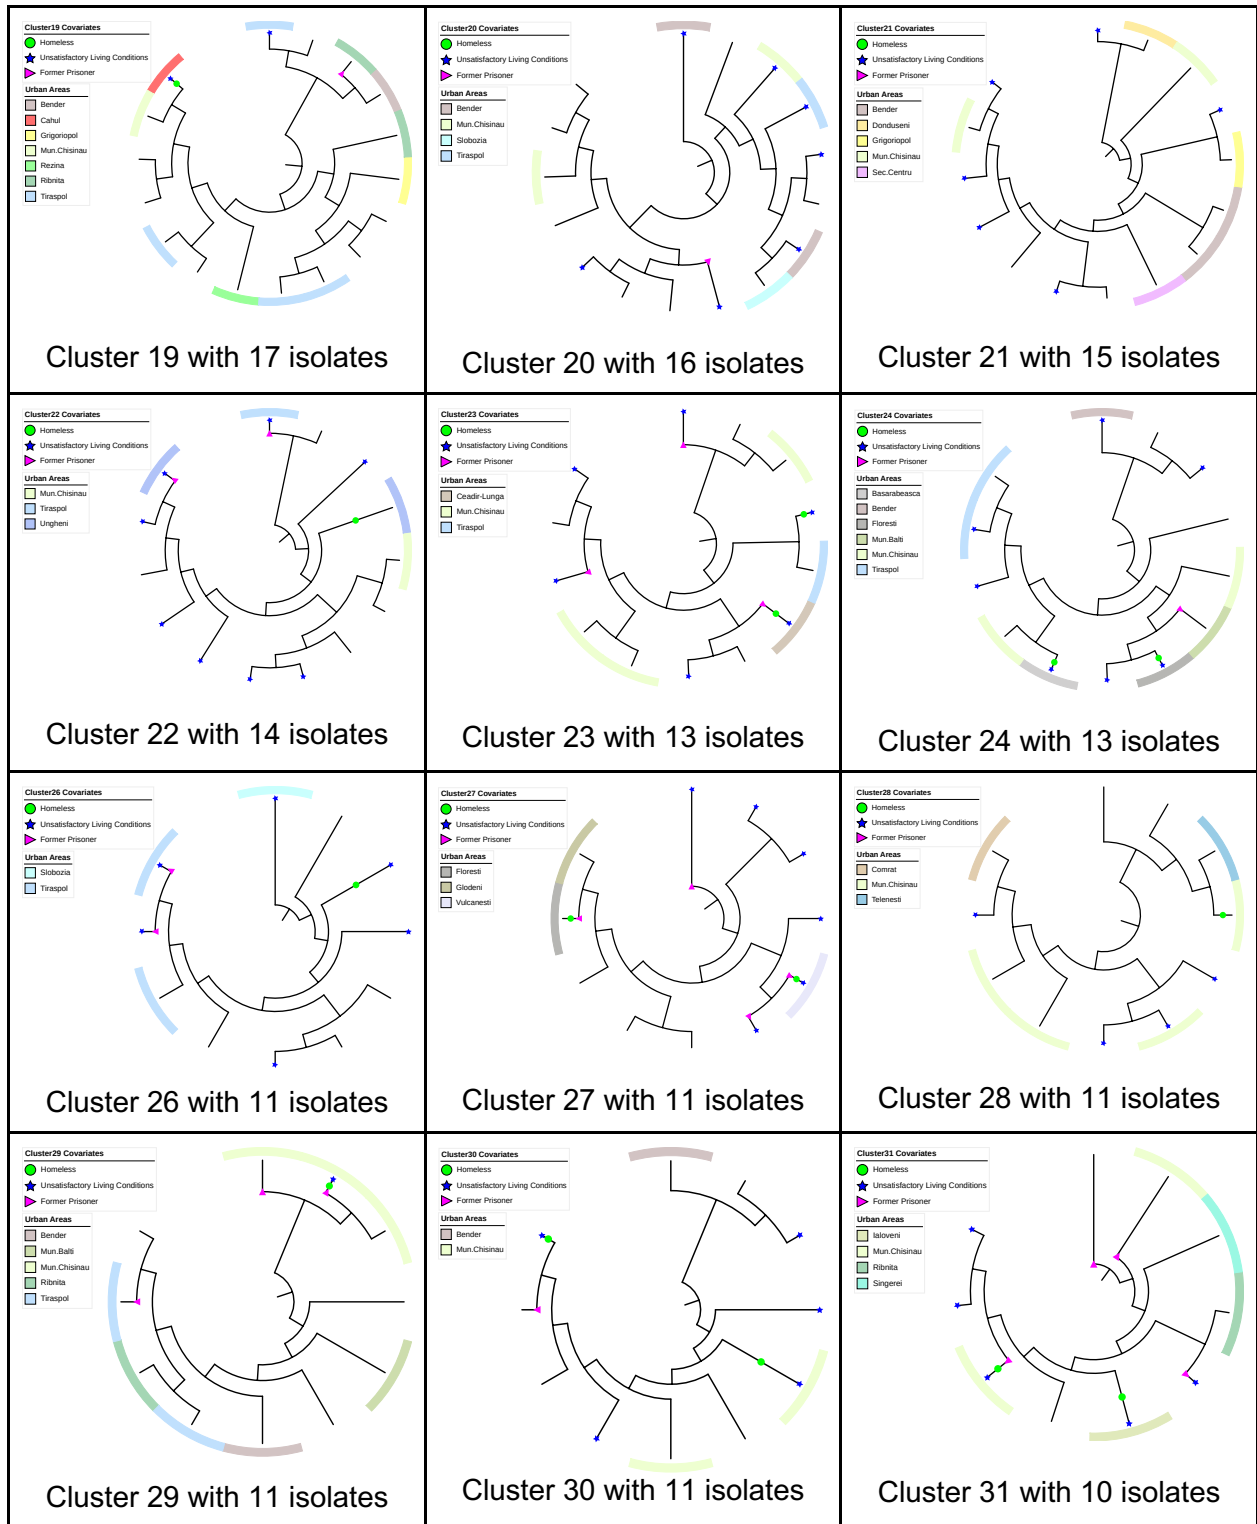 Cluster19 Covariates
Homeless
Unsatisfactory Living Conditions
Former Prisoner
Urban Areas
Bender
Cahul
Grigoriopol
Mun.Chisinau
Rezina
Ribnita
Tiraspol
Cluster 19 with 17 isolates
Cluster20 Covariates
Homeless
Unsatisfactory Living Conditions
Former Prisoner
Urban Areas
Bender
Mun.Chisinau
Slobozia
Tiraspol
Cluster 20 with 16 isolates
Cluster21 Covariates
Homeless
Unsatisfactory Living Conditions
Former Prisoner
Urban Areas
Bender
Donduseni
Grigoriopol
Mun.Chisinau
Sec.Centru
Cluster 21 with 15 isolates
Cluster22 Covariates
Homeless
Unsatisfactory Living Conditions
Former Prisoner
Urban Areas
Mun.Chisinau
Tiraspol
Ungheni
Cluster 22 with 14 isolates
Cluster23 Covariates
Homeless
Unsatisfactory Living Conditions
Former Prisoner
Urban Areas
Ceadir-Lunga
Mun.Chisinau
Tiraspol
Cluster 23 with 13 isolates
Cluster24 Covariates
Homeless
Unsatisfactory Living Conditions
Former Prisoner
Urban Areas
Basarabeasca
Bender
Floresti
Mun.Balti
Mun.Chisinau
Tiraspol
Cluster 24 with 13 isolates
Cluster26 Covariates
Homeless
Unsatisfactory Living Conditions
Former Prisoner
Urban Areas
Slobozia
Tiraspol
Cluster 26 with 11 isolates
Cluster27 Covariates
Homeless
Unsatisfactory Living Conditions
Former Prisoner
Urban Areas
Floresti
Glodeni
Vulcanesti
Cluster 27 with 11 isolates
Cluster28 Covariates
Homeless
Unsatisfactory Living Conditions
Former Prisoner
Urban Areas
Comrat
Mun.Chisinau
Telenesti
Cluster 28 with 11 isolates
Cluster29 Covariates
Homeless
Unsatisfactory Living Conditions
Former Prisoner
Urban Areas
Bender
Mun.Balti
Mun.Chisinau
Ribnita
Tiraspol
Cluster 29 with 11 isolates
Cluster30 Covariates
Homeless
Unsatisfactory Living Conditions
Former Prisoner
Urban Areas
Bender
Mun.Chisinau
Cluster 30 with 11 isolates
Cluster31 Covariates
Homeless
Unsatisfactory Living Conditions
Former Prisoner
Urban Areas
Ialoveni
Mun.Chisinau
Ribnita
Singerei
Cluster 31 with 10 isolates